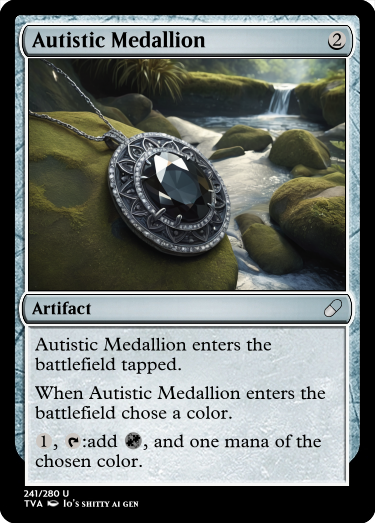 Autistic Medallion 2
Artifact
Autistic Medallion enters the
battlefield tapped.
When Autistic Medallion enters the
battlefield chose a color.
1 , :add , and one mana of the
chosen color.
241/280 U
TVA Io's shitty ai gen